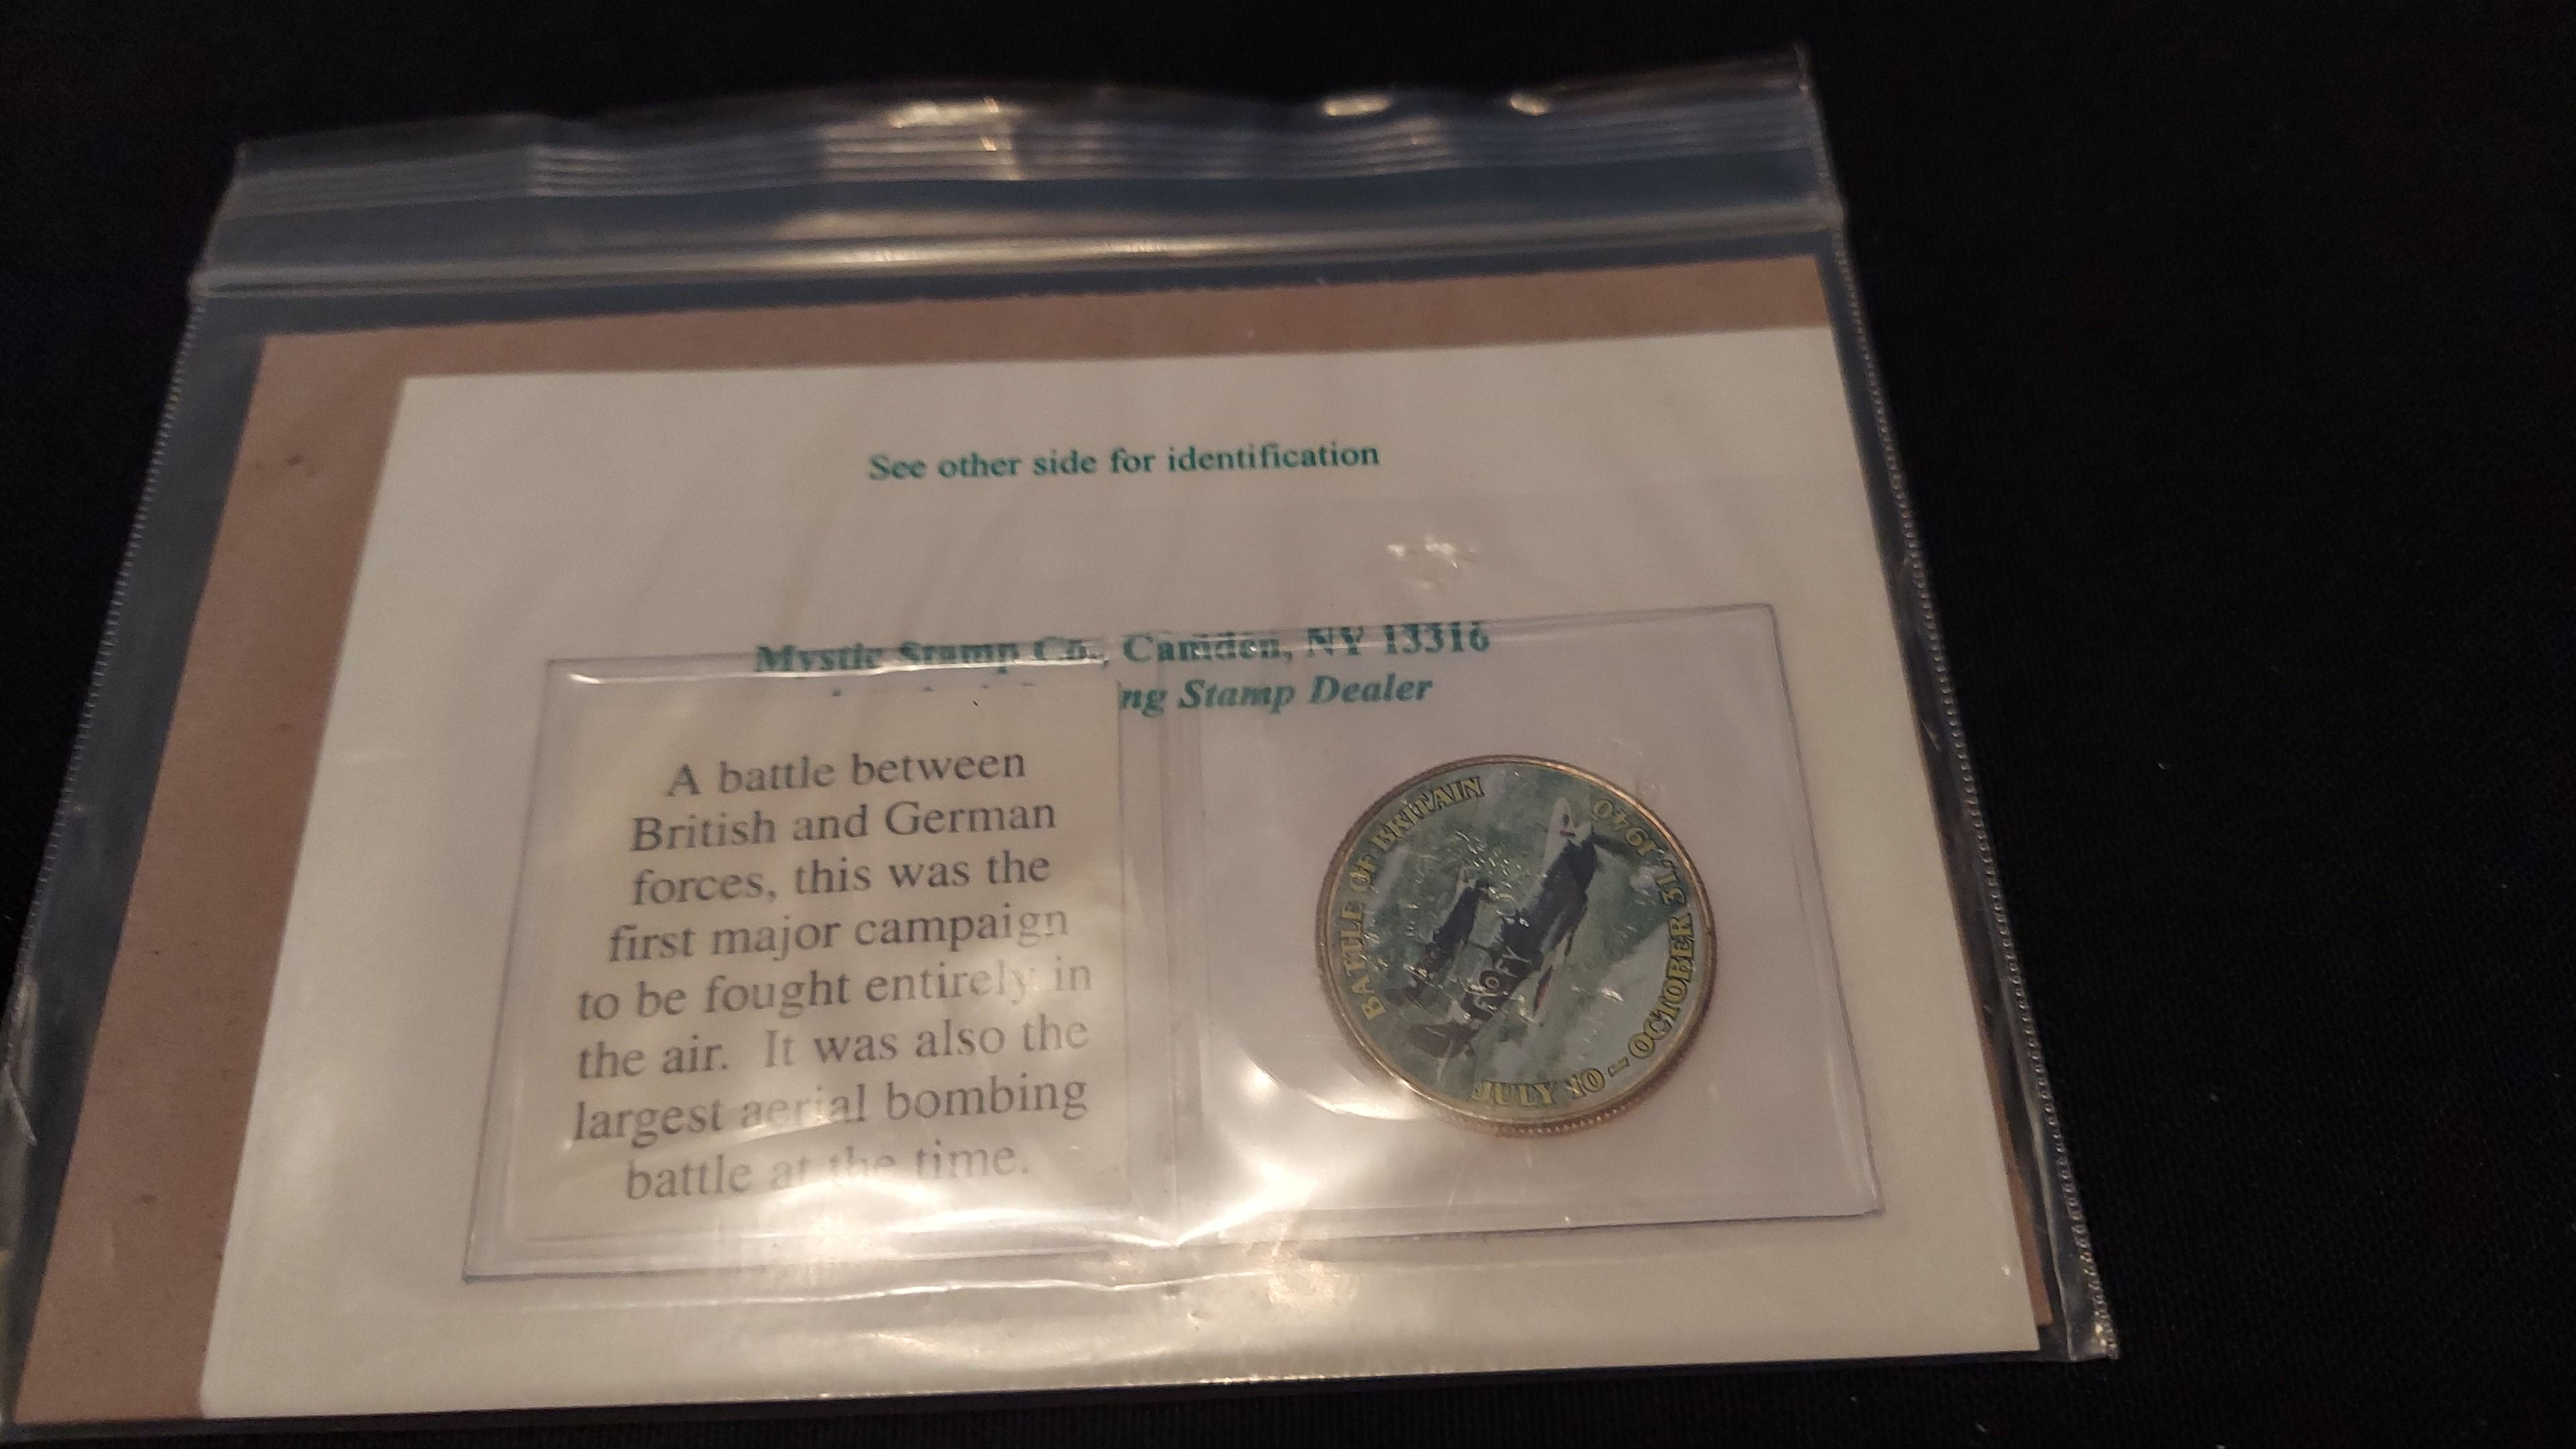 See other side for identification
Mystic Stamp Co., Camden, NY 13316
ng Stamp Dealer
A battle between
British and German
forces, this was the
first major campaign
to be fought entirely in
the air. It was also the
largest aerial bombing
battle at the time.
BATTLE OF BRITAIN
JULY 10 – OCTOBER 31, 1940